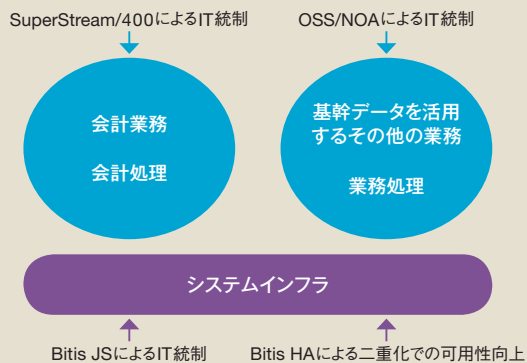 SuperStream/400によるIT統制
OSS/NOAによるIT統制
会計業務
会計処理
基幹データを活用
するその他の業務
業務処理
システムインフラ
Bitis JSによるIT統制
Bitis HAによる二重化での可用性向上